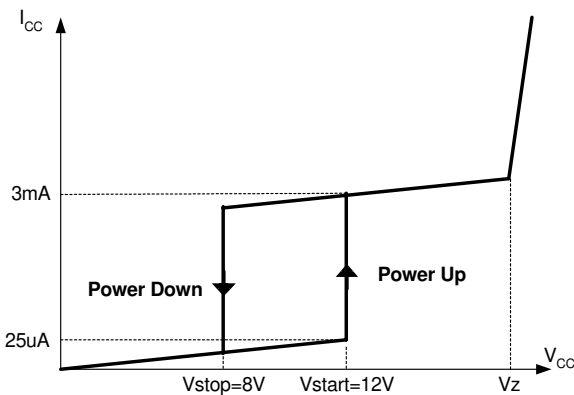 I_CC
3mA
Power Down
Power Up
25uA
V_CC
Vstop=8V
Vstart=12V
Vz